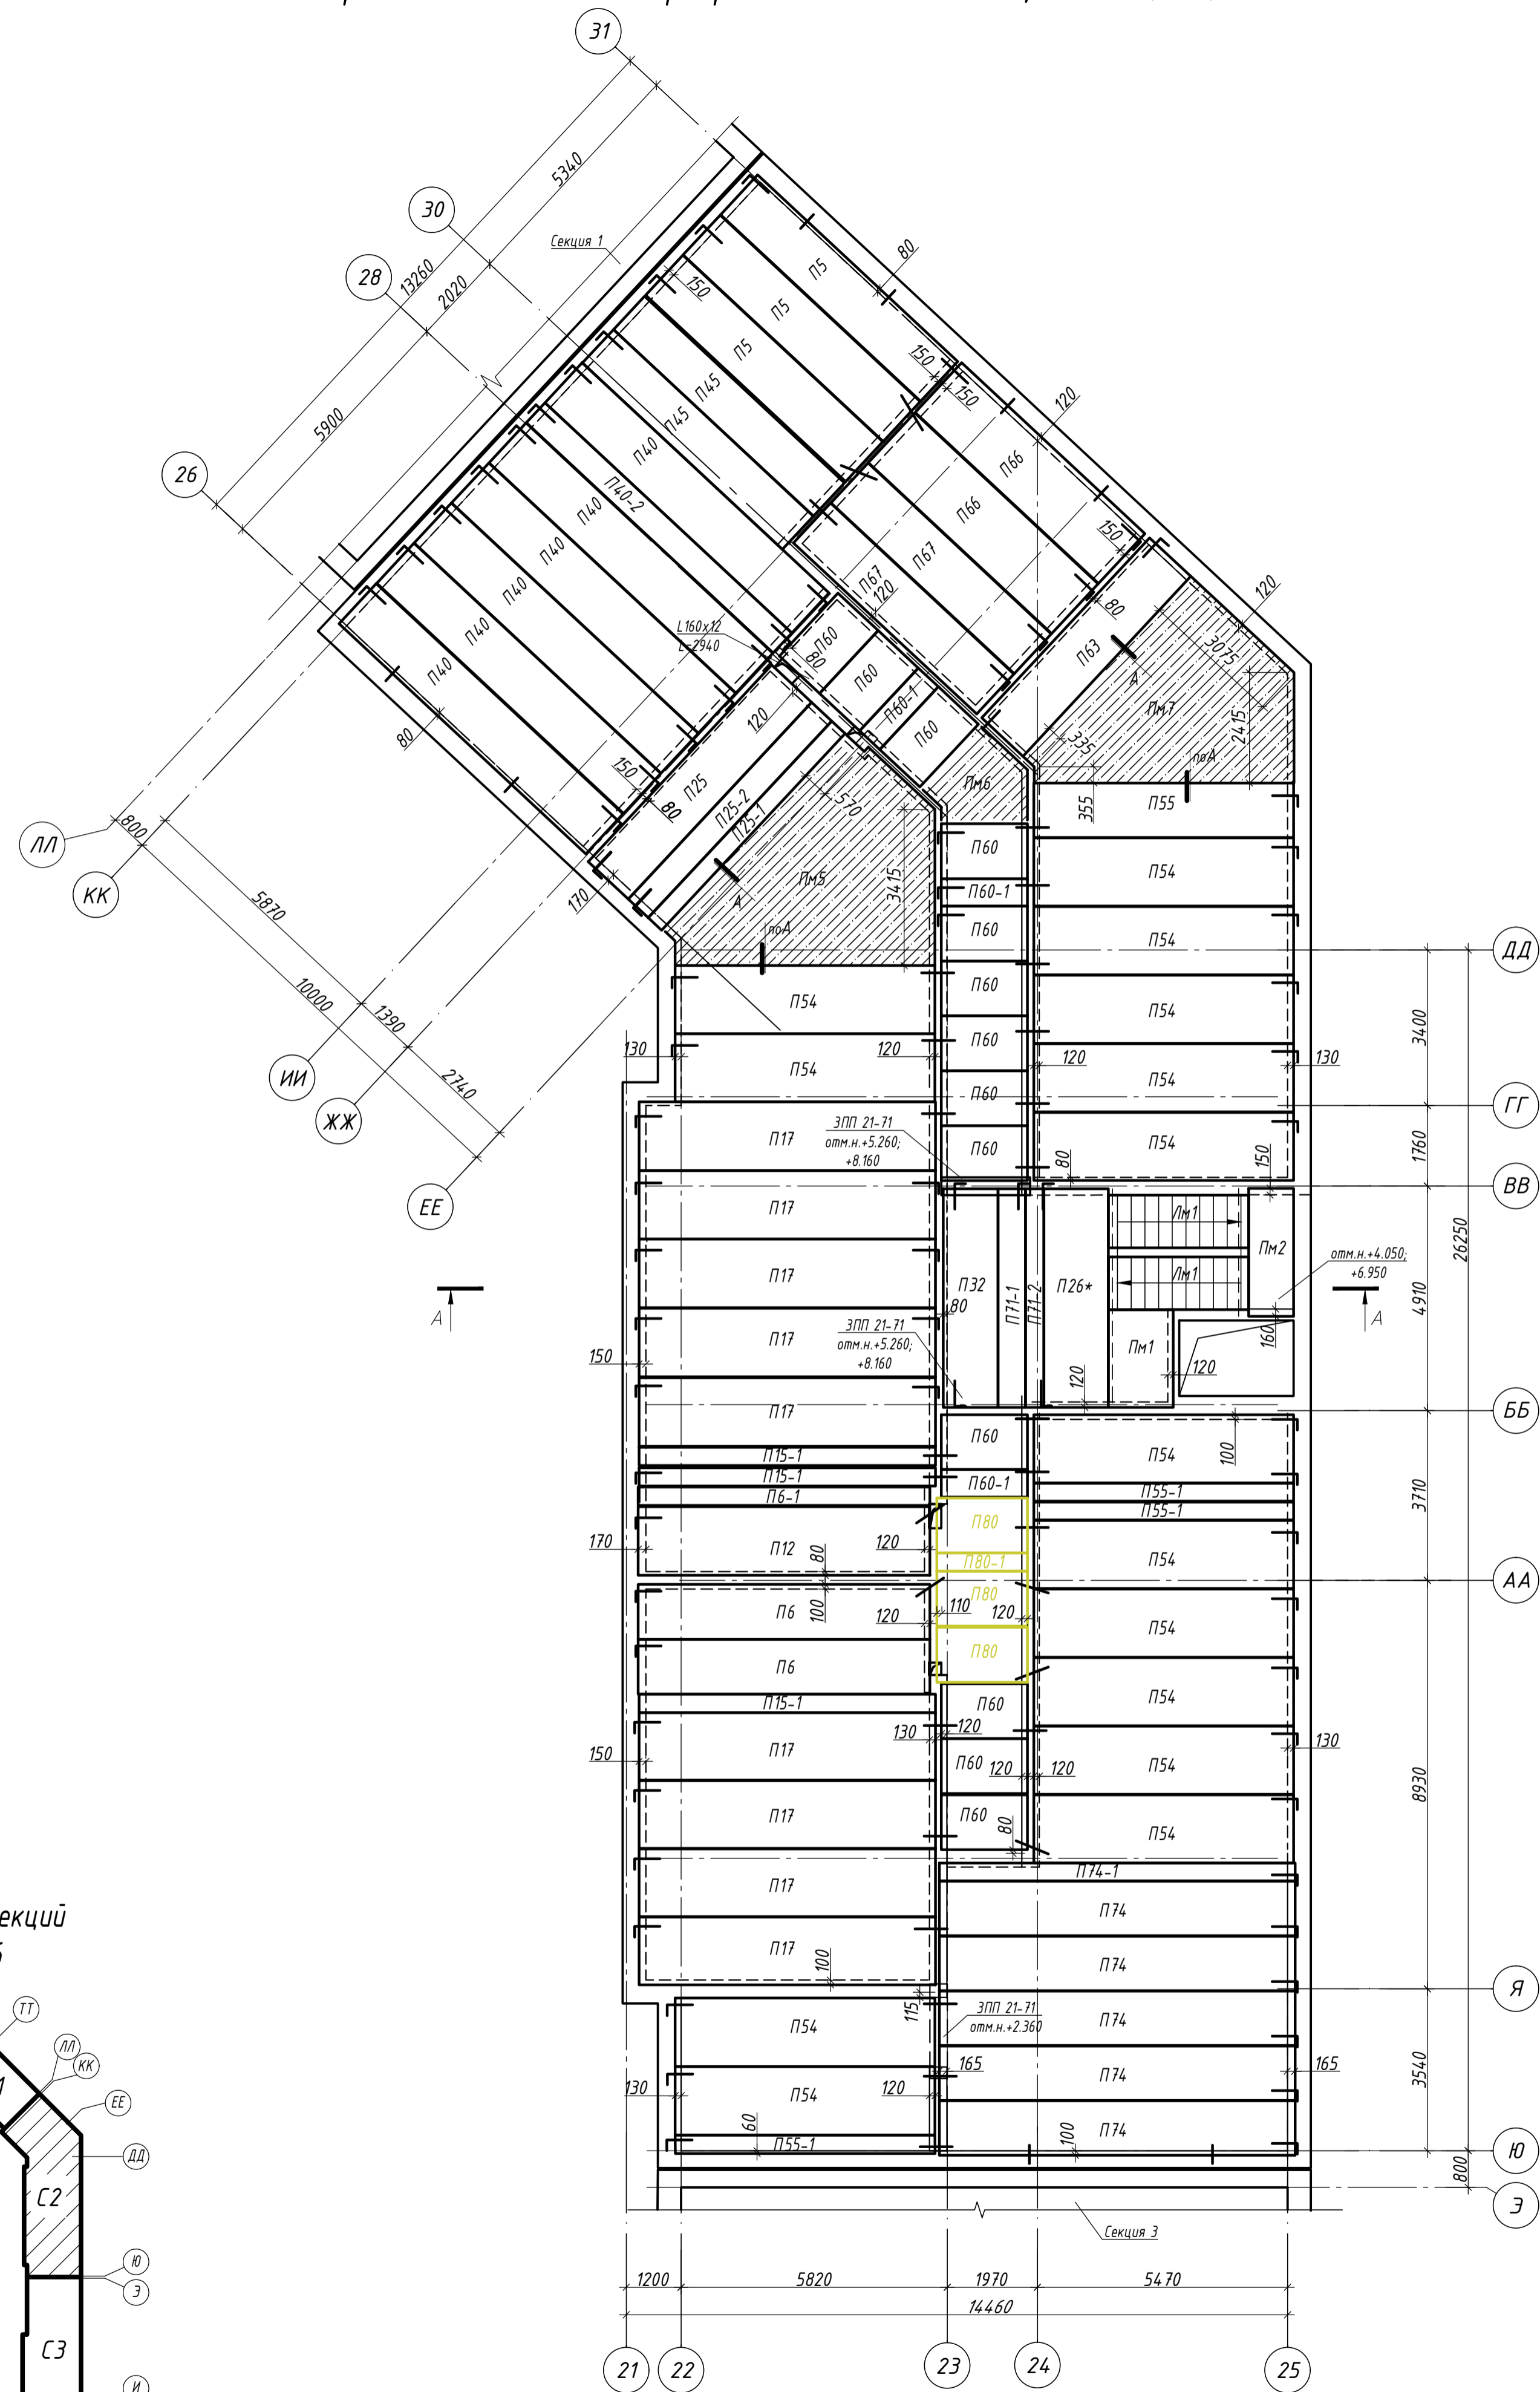 31
5340
30
Секция 1
80
13260
2020
28
П5
П5
П5
150
150
150
120
5900
П45
П45
26
П40
П40-2
П40
П40
П40
П40
П40
П66
П66
П67
П67
150
120
120
80
П63
3075
А
Пм7
2415
L160х12
L=2940
80
П60
П60
П60-1
П60
120
335
по А
355
Пм6
П25
П25-2
П25-1
570
Пм5
3415
А
по А
80
150
80
170
ЛЛ
800
КК
5870
10000
1390
2740
ИИ
ЖЖ
ЕЕ
П55
П60
П54
П60-1
П60
П54
ДД
П54
П60
П54
3400
130
120
П60
120
130
П54
П54
П60
ГГ
ЗПП 21-71
отм.н.+5.260;
+8.160
П17
П60
П54
80
150
1760
ВВ
П17
Лм1
Пм2
отм.н.+4.050;
+6.950
26250
П17
П32
80
П71-1
П71-2
П26*
Лм1
4910
А
А
ЗПП 21-71
отм.н.+5.260;
+8.160
П17
Пм1
160
150
120
120
П17
ББ
П60
100
П54
П15-1
П15-1
П60-1
П55-1
П6-1
П55-1
3710
П80
170
П12
80
120
П80-1
П54
АА
П6
100
120
П80
110
120
П54
П80
П6
П15-1
П60
П54
130
120
150
П17
130
П60
120
120
П54
8930
П17
П60
80
П54
П74-1
П17
П74
П17
100
П74
Я
115
ЗПП 21-71
отм.н.+2.360
П54
П74
165
165
130
П54
120
П74
3540
60
П55-1
100
П74
Ю
800
Э
Секция 3
1200
5820
1970
5470
14460
21
22
23
24
25
екций
ТТ
ЛЛ
КК
ЕЕ
ДД
С2
Ю
Э
С3
И